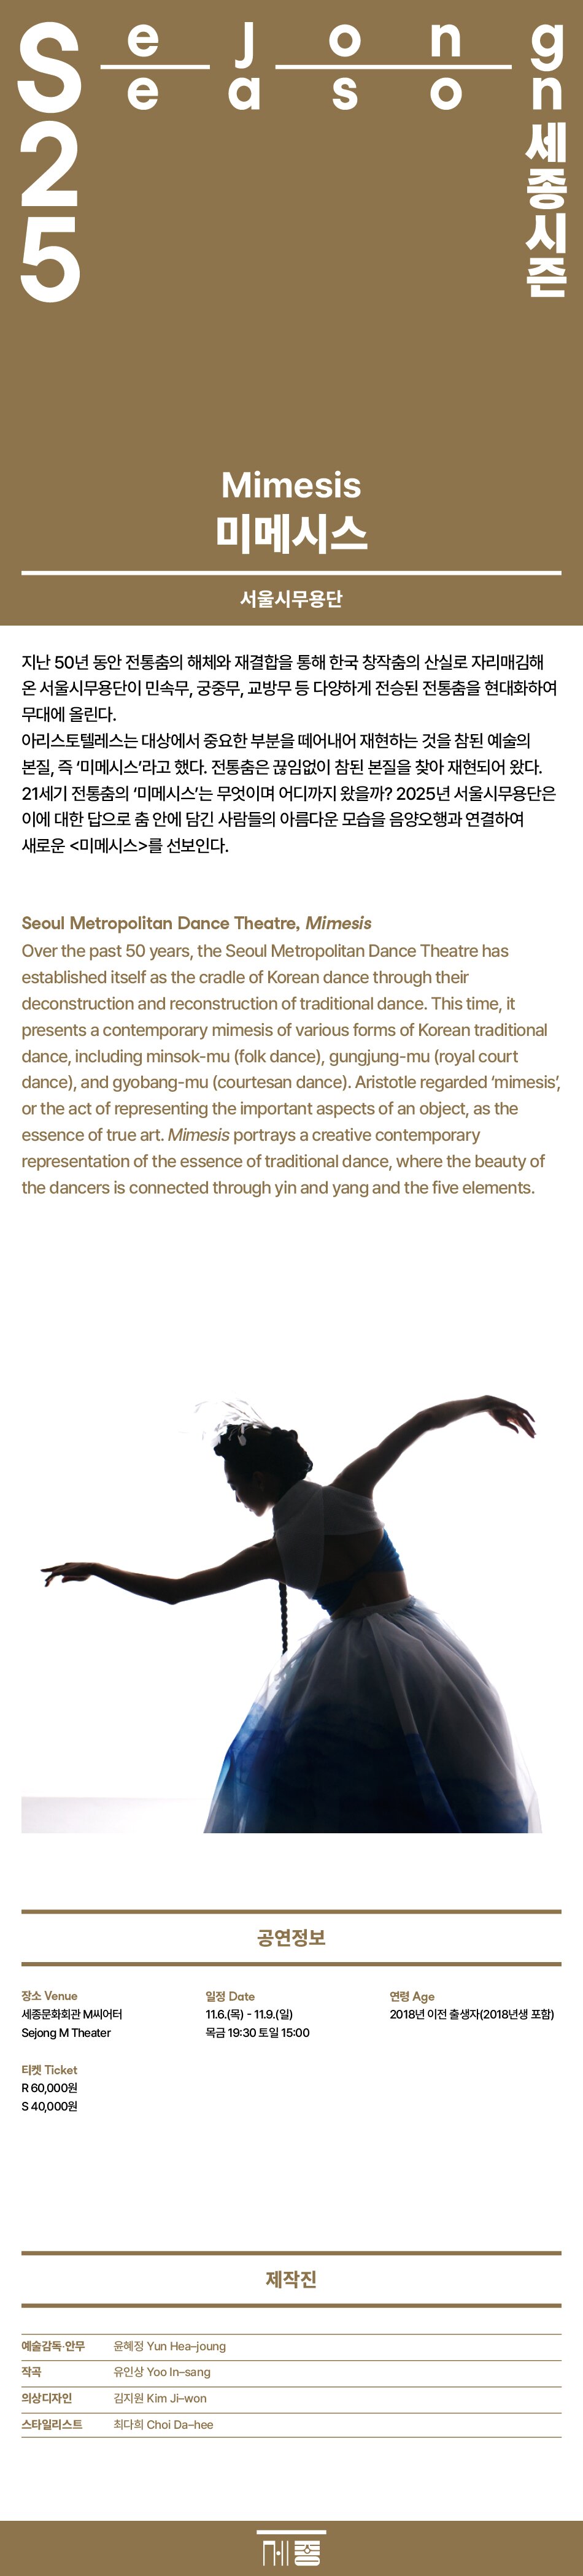 Sejong
Season
25
세종시즌
Mimesis
미메시스
서울시무용단
지난 50년 동안 전통춤의 해체와 재결합을 통해 한국 창작춤의 산실로 자리매김해
온 서울시무용단이 민속무, 궁중무, 교방무 등 다양하게 전승된 전통춤을 현대화하여
무대에 올린다.
아리스토텔레스는 대상에서 중요한 부분을 떼어내어 재현하는 것을 참된 예술의
본질, 즉 ‘미메시스’라고 했다. 전통춤은 끊임없이 참된 본질을 찾아 재현되어 왔다.
21세기 전통춤의 ‘미메시스’는 무엇이며 어디까지 왔을까? 2025년 서울시무용단은
이에 대한 답으로 춤 안에 담긴 사람들의 아름다운 모습을 음양오행과 연결하여
새로운 <미메시스>를 선보인다.
Seoul Metropolitan Dance Theatre, Mimesis
Over the past 50 years, the Seoul Metropolitan Dance Theatre has
established itself as the cradle of Korean dance through their
deconstruction and reconstruction of traditional dance. This time, it
presents a contemporary mimesis of various forms of Korean traditional
dance, including minsok-mu (folk dance), gungjung-mu (royal court
dance), and gyobang-mu (courtesan dance). Aristotle regarded ‘mimesis’,
or the act of representing the important aspects of an object, as the
essence of true art. Mimesis portrays a creative contemporary
representation of the essence of traditional dance, where the beauty of
the dancers is connected through yin and yang and the five elements.
공연정보
장소 Venue
세종문화회관 M씨어터
Sejong M Theater
일정 Date
11.6.(목) - 11.9.(일)
목금 19:30 토일 15:00
연령 Age
2018년 이전 출생자(2018년생 포함)
티켓 Ticket
R 60,000원
S 40,000원
제작진
예술감독·안무 윤혜정 Yun Hea–joung
작곡 유인상 Yoo In–sang
의상디자인 김지원 Kim Ji–won
스타일리스트 최다희 Choi Da–hee
세종